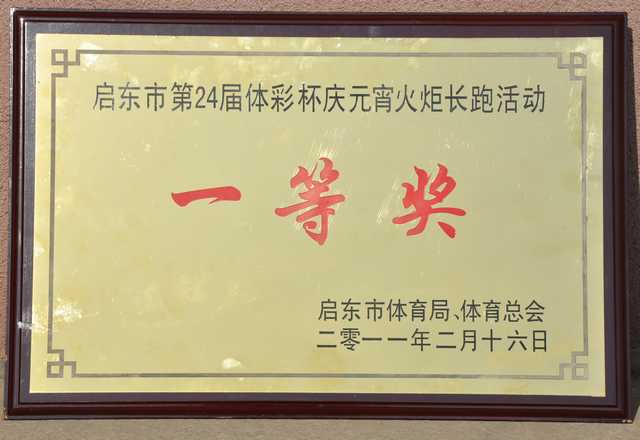 启东市第24届体彩杯庆元宵火炬长跑活动
一等奖
启东市体育局、体育总会
二零一一年二月十六日